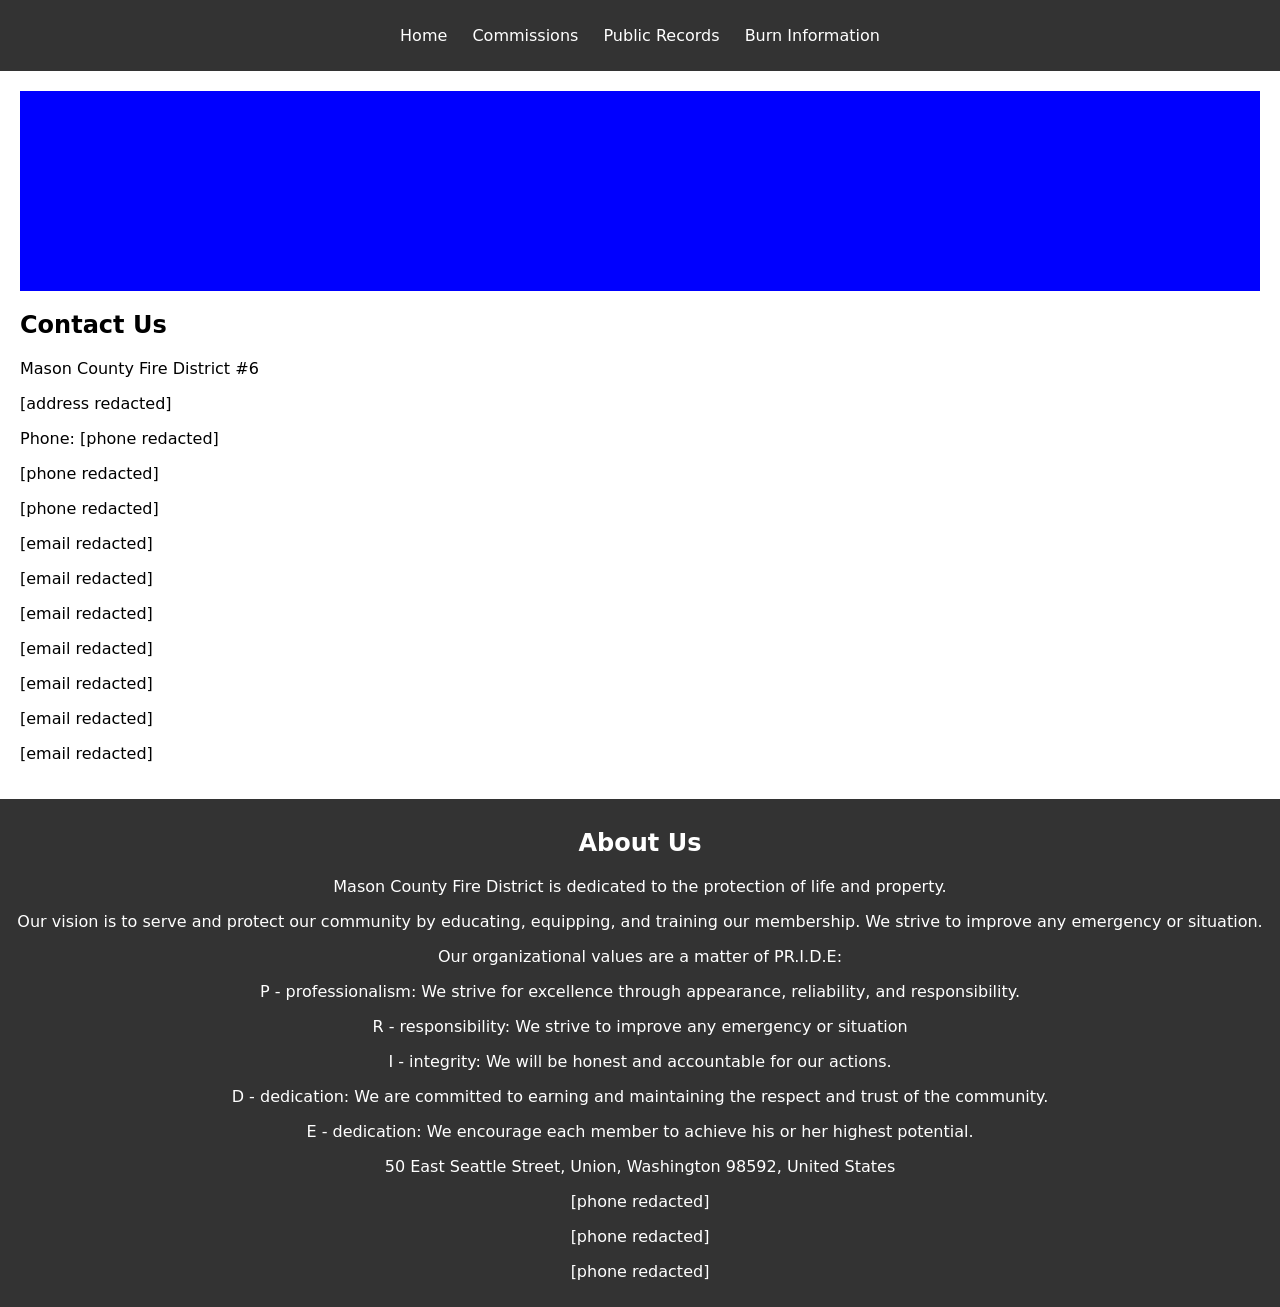 Home Commissions Public Records Burn Information
Contact Us
Mason County Fire District #6
[address redacted]
Phone: [phone redacted]
[phone redacted]
[phone redacted]
[email redacted]
[email redacted]
[email redacted]
[email redacted]
[email redacted]
[email redacted]
[email redacted]
About Us
Mason County Fire District is dedicated to the protection of life and property.
Our vision is to serve and protect our community by educating, equipping, and training our membership. We strive to improve any emergency or situation.
Our organizational values are a matter of PR.I.D.E:
P - professionalism: We strive for excellence through appearance, reliability, and responsibility.
R - responsibility: We strive to improve any emergency or situation
I - integrity: We will be honest and accountable for our actions.
D - dedication: We are committed to earning and maintaining the respect and trust of the community.
E - dedication: We encourage each member to achieve his or her highest potential.
50 East Seattle Street, Union, Washington 98592, United States
[phone redacted]
[phone redacted]
[phone redacted]